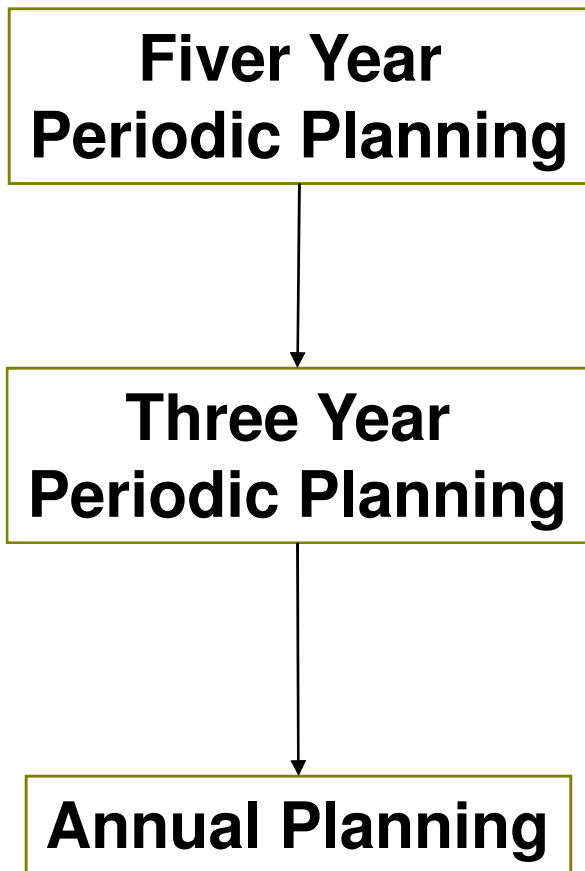 Fiver Year
Periodic Planning
Three Year
Periodic Planning
Annual Planning